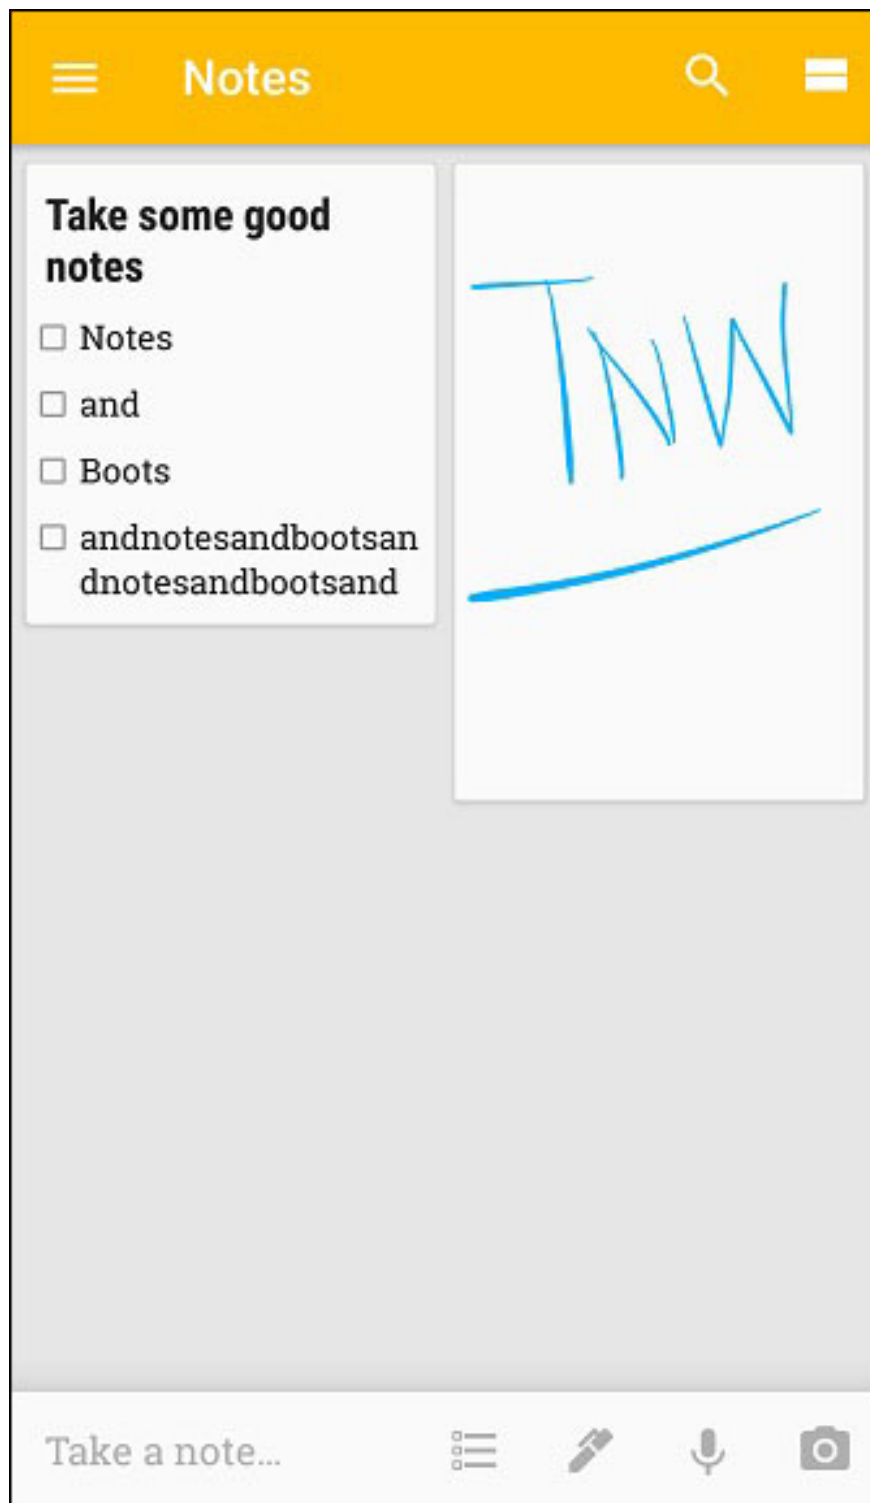 Notes
Take some good
notes
Notes
and
Boots
andnotesandbootsan
dnotesandbootsand
TNW
Take a note...